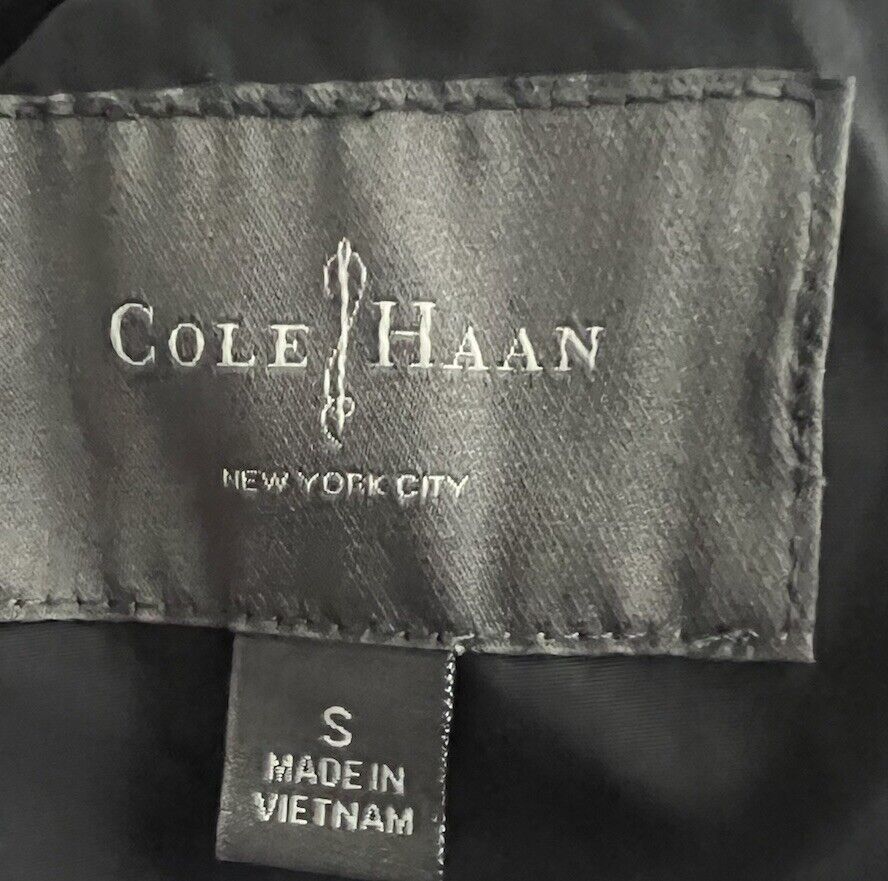 COLE HAAN
NEW YORK CITY
S
MADE IN
VIETNAM